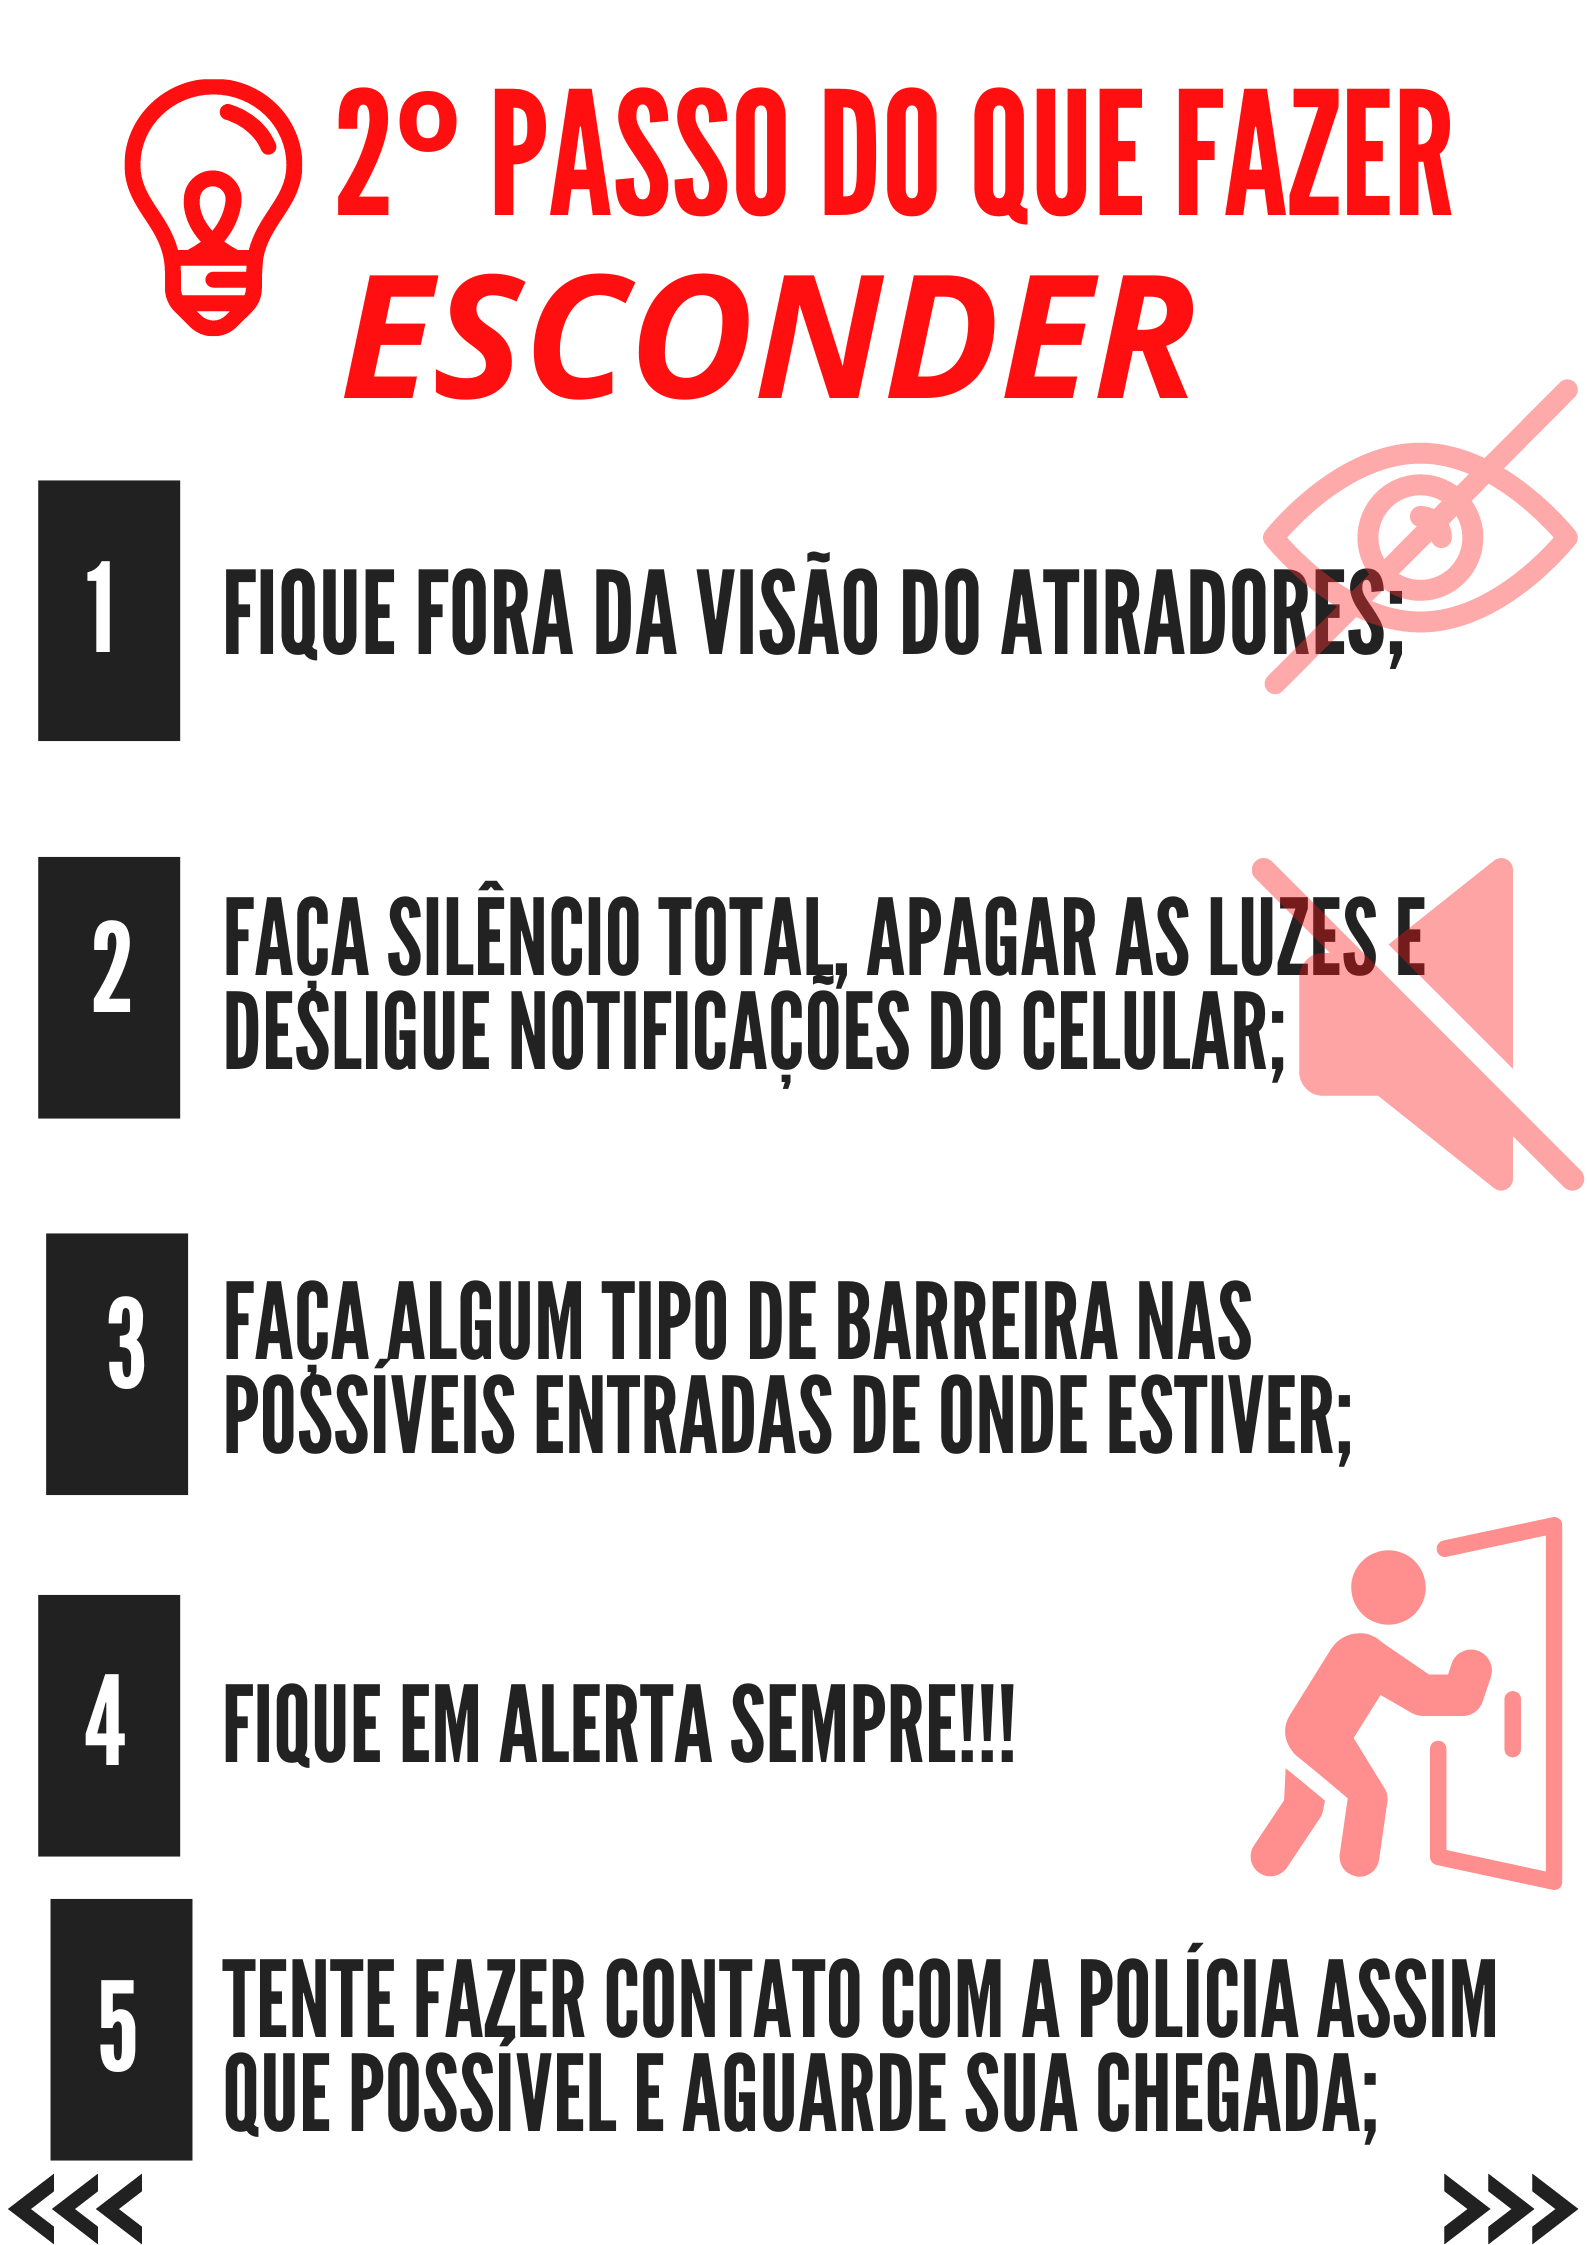 2º PASSO DO QUE FAZER
ESCONDER
1
FIQUE FORA DA VISÃO DO ATIRADORES;
2
FAÇA SILÊNCIO TOTAL, APAGAR AS LUZES E
DESLIGUE NOTIFICAÇÕES DO CELULAR;
3
FAÇA ALGUM TIPO DE BARREIRA NAS
POSSÍVEIS ENTRADAS DE ONDE ESTIVER;
4
FIQUE EM ALERTA SEMPRE!!!
5
TENTE FAZER CONTATO COM A POLÍCIA ASSIM
QUE POSSÍVEL E AGUARDE SUA CHEGADA;